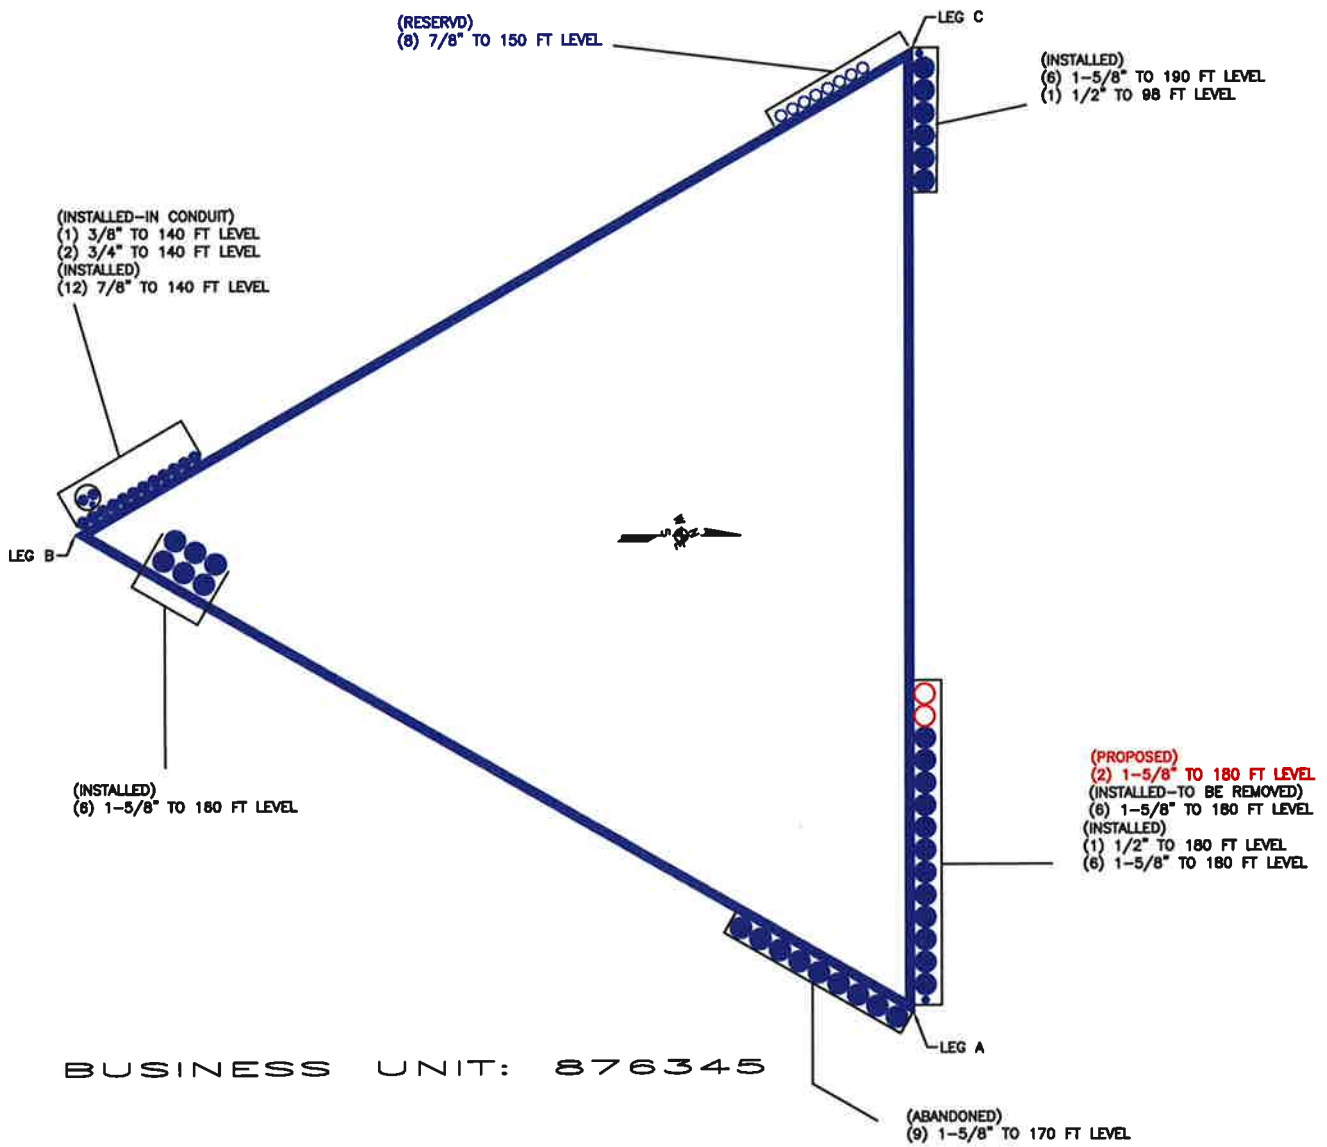 (RESERVD)
(8) 7/8" TO 150 FT LEVEL
LEG C
(INSTALLED)
(6) 1-5/8" TO 190 FT LEVEL
(1) 1/2" TO 98 FT LEVEL
(INSTALLED-IN CONDUIT)
(1) 3/8" TO 140 FT LEVEL
(2) 3/4" TO 140 FT LEVEL
(INSTALLED)
(12) 7/8" TO 140 FT LEVEL
LEG B
S N
(INSTALLED)
(6) 1-5/8" TO 160 FT LEVEL
(PROPOSED)
(2) 1-5/8" TO 180 FT LEVEL
(INSTALLED-TO BE REMOVED)
(6) 1-5/8" TO 180 FT LEVEL
(INSTALLED)
(1) 1/2" TO 180 FT LEVEL
(6) 1-5/8" TO 180 FT LEVEL
LEG A
BUSINESS UNIT: 876345
(ABANDONED)
(9) 1-5/8" TO 170 FT LEVEL